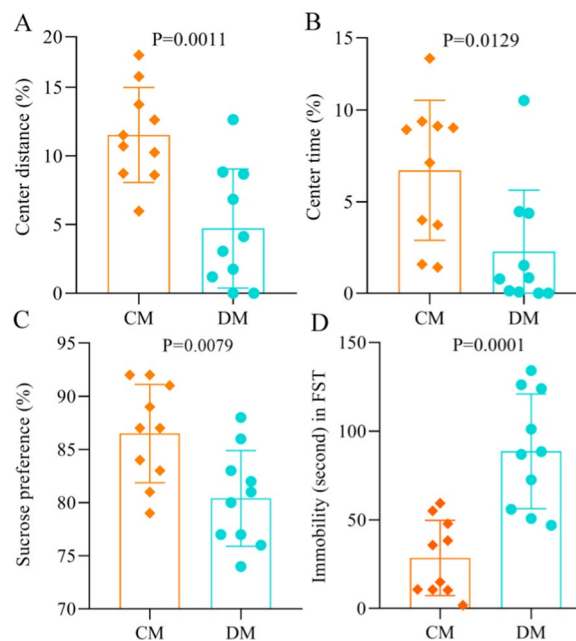 A
P=0.0011
Center distance (%)
20
15
10
5
0
CM
DM
B
P=0.0129
Center time (%)
15
10
5
0
CM
DM
C
P=0.0079
Sucrose preference (%)
95
90
85
80
75
70
CM
DM
D
P=0.0001
Immobility (second) in FST
150
100
50
0
CM
DM